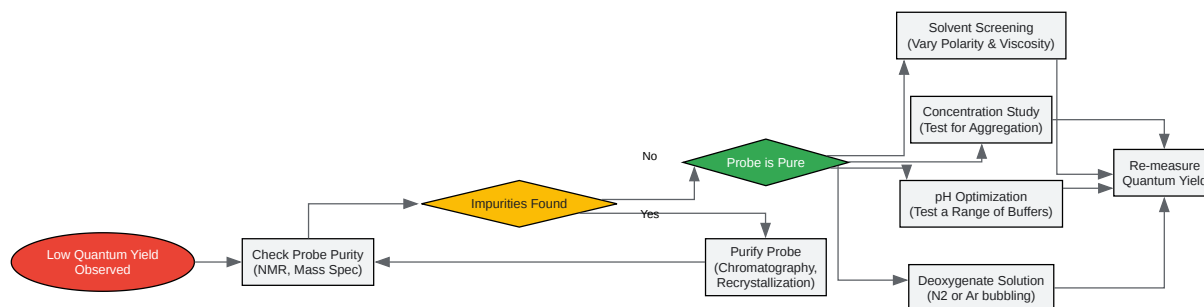 Solvent Screening
(Vary Polarity & Viscosity)
Concentration Study
(Test for Aggregation)
No
Probe is Pure
Re-measure
Quantum Yield
pH Optimization
(Test a Range of Buffers)
Impurities Found
Yes
Low Quantum Yield
Observed
Check Probe Purity
(NMR, Mass Spec)
Purify Probe
(Chromatography,
Recrystallization)
Deoxygenate Solution
(N2 or Ar bubbling)